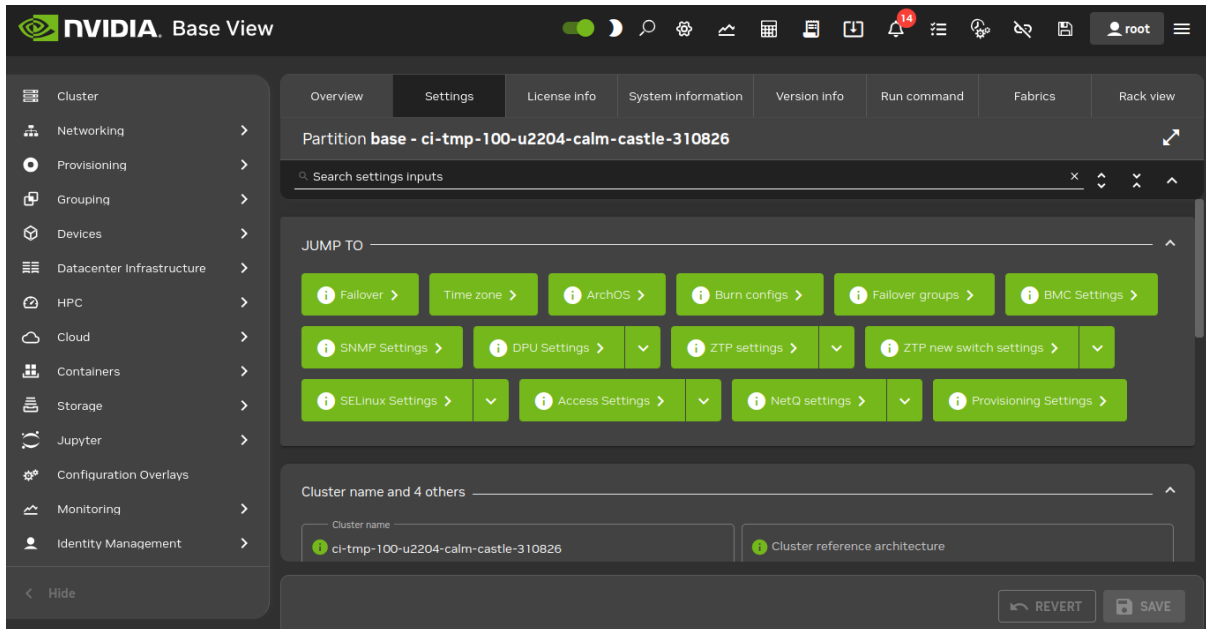 NVIDIA. Base View
14
root
Cluster
Networking
Provisioning
Grouping
Devices
Datacenter Infrastructure
HPC
Cloud
Containers
Storage
Jupyter
Configuration Overlays
Monitoring
Identity Management
Hide
Overview
Settings
License info
System information
Version info
Run command
Fabrics
Rack view
Partition base - ci-tmp-100-u2204-calm-castle-310826
Search settings inputs
JUMP TO
Failover
Time zone
ArchOS
Burn configs
Failover groups
BMC Settings
SNMP Settings
DPU Settings
ZTP settings
ZTP new switch settings
SELinux Settings
Access Settings
NetQ settings
Provisioning Settings
Cluster name and 4 others
Cluster name
ci-tmp-100-u2204-calm-castle-310826
Cluster reference architecture
REVERT
SAVE